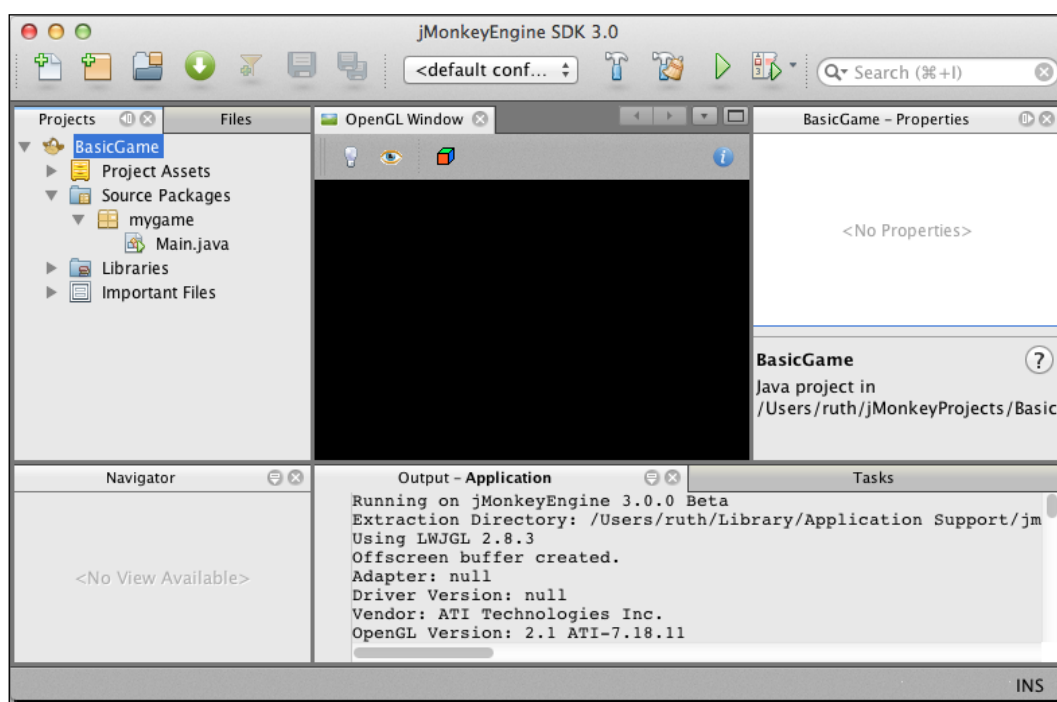 jMonkeyEngine SDK 3.0
<default conf...
Search (⌘+I)
Projects
Files
BasicGame
Project Assets
Source Packages
mygame
Main.java
Libraries
Important Files
OpenGL Window
BasicGame – Properties
<No Properties>
BasicGame
?
Java project in
/Users/ruth/jMonkeyProjects/Basic
Navigator
<No View Available>
Output – Application
Tasks
Running on jMonkeyEngine 3.0.0 Beta
Extraction Directory: /Users/ruth/Library/Application Support/jm
Using LWJGL 2.8.3
Offscreen buffer created.
Adapter: null
Driver Version: null
Vendor: ATI Technologies Inc.
OpenGL Version: 2.1 ATI-7.18.11
INS